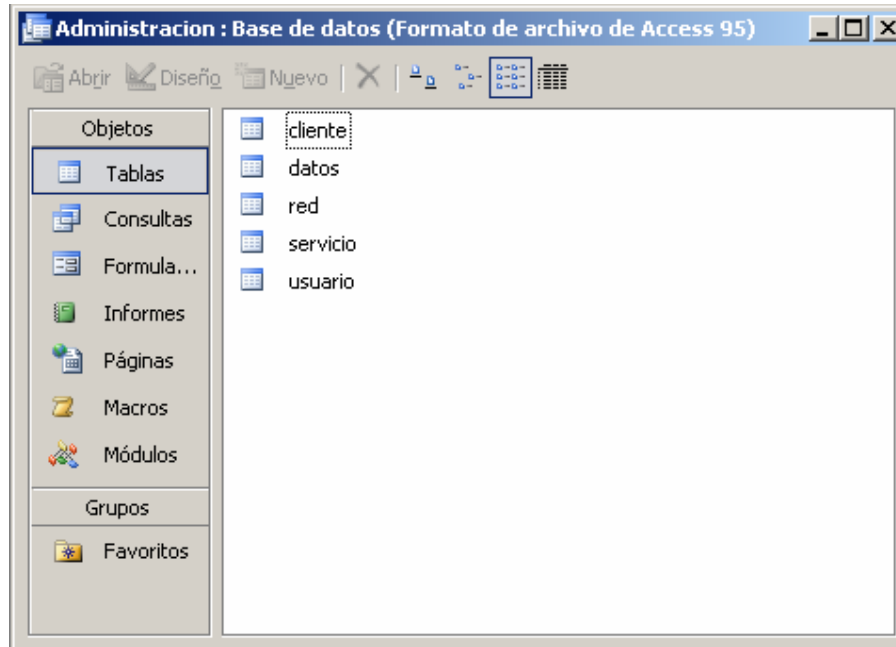 Administracion : Base de datos (Formato de archivo de Access 95)
Abrir Diseño Nuevo
Objetos
Tablas
Consultas
Formula...
Informes
Páginas
Macros
Módulos
Grupos
Favoritos
cliente
datos
red
servicio
usuario